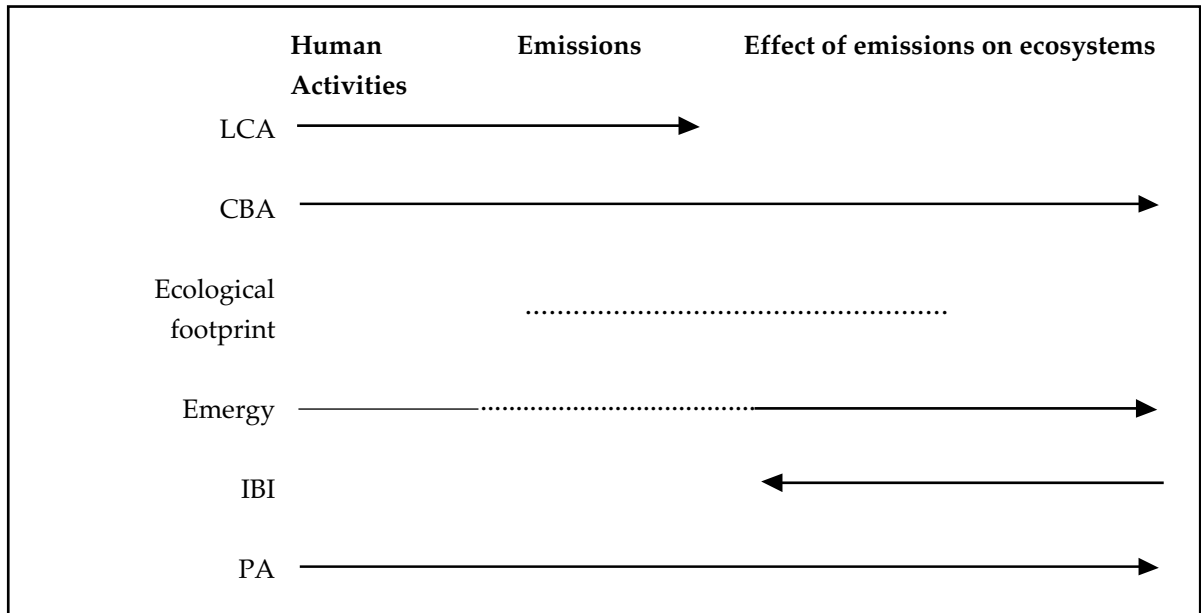 Human Emissions Effect of emissions on ecosystems
Activities
LCA
CBA
Ecological
footprint
Emergy
IBI
PA